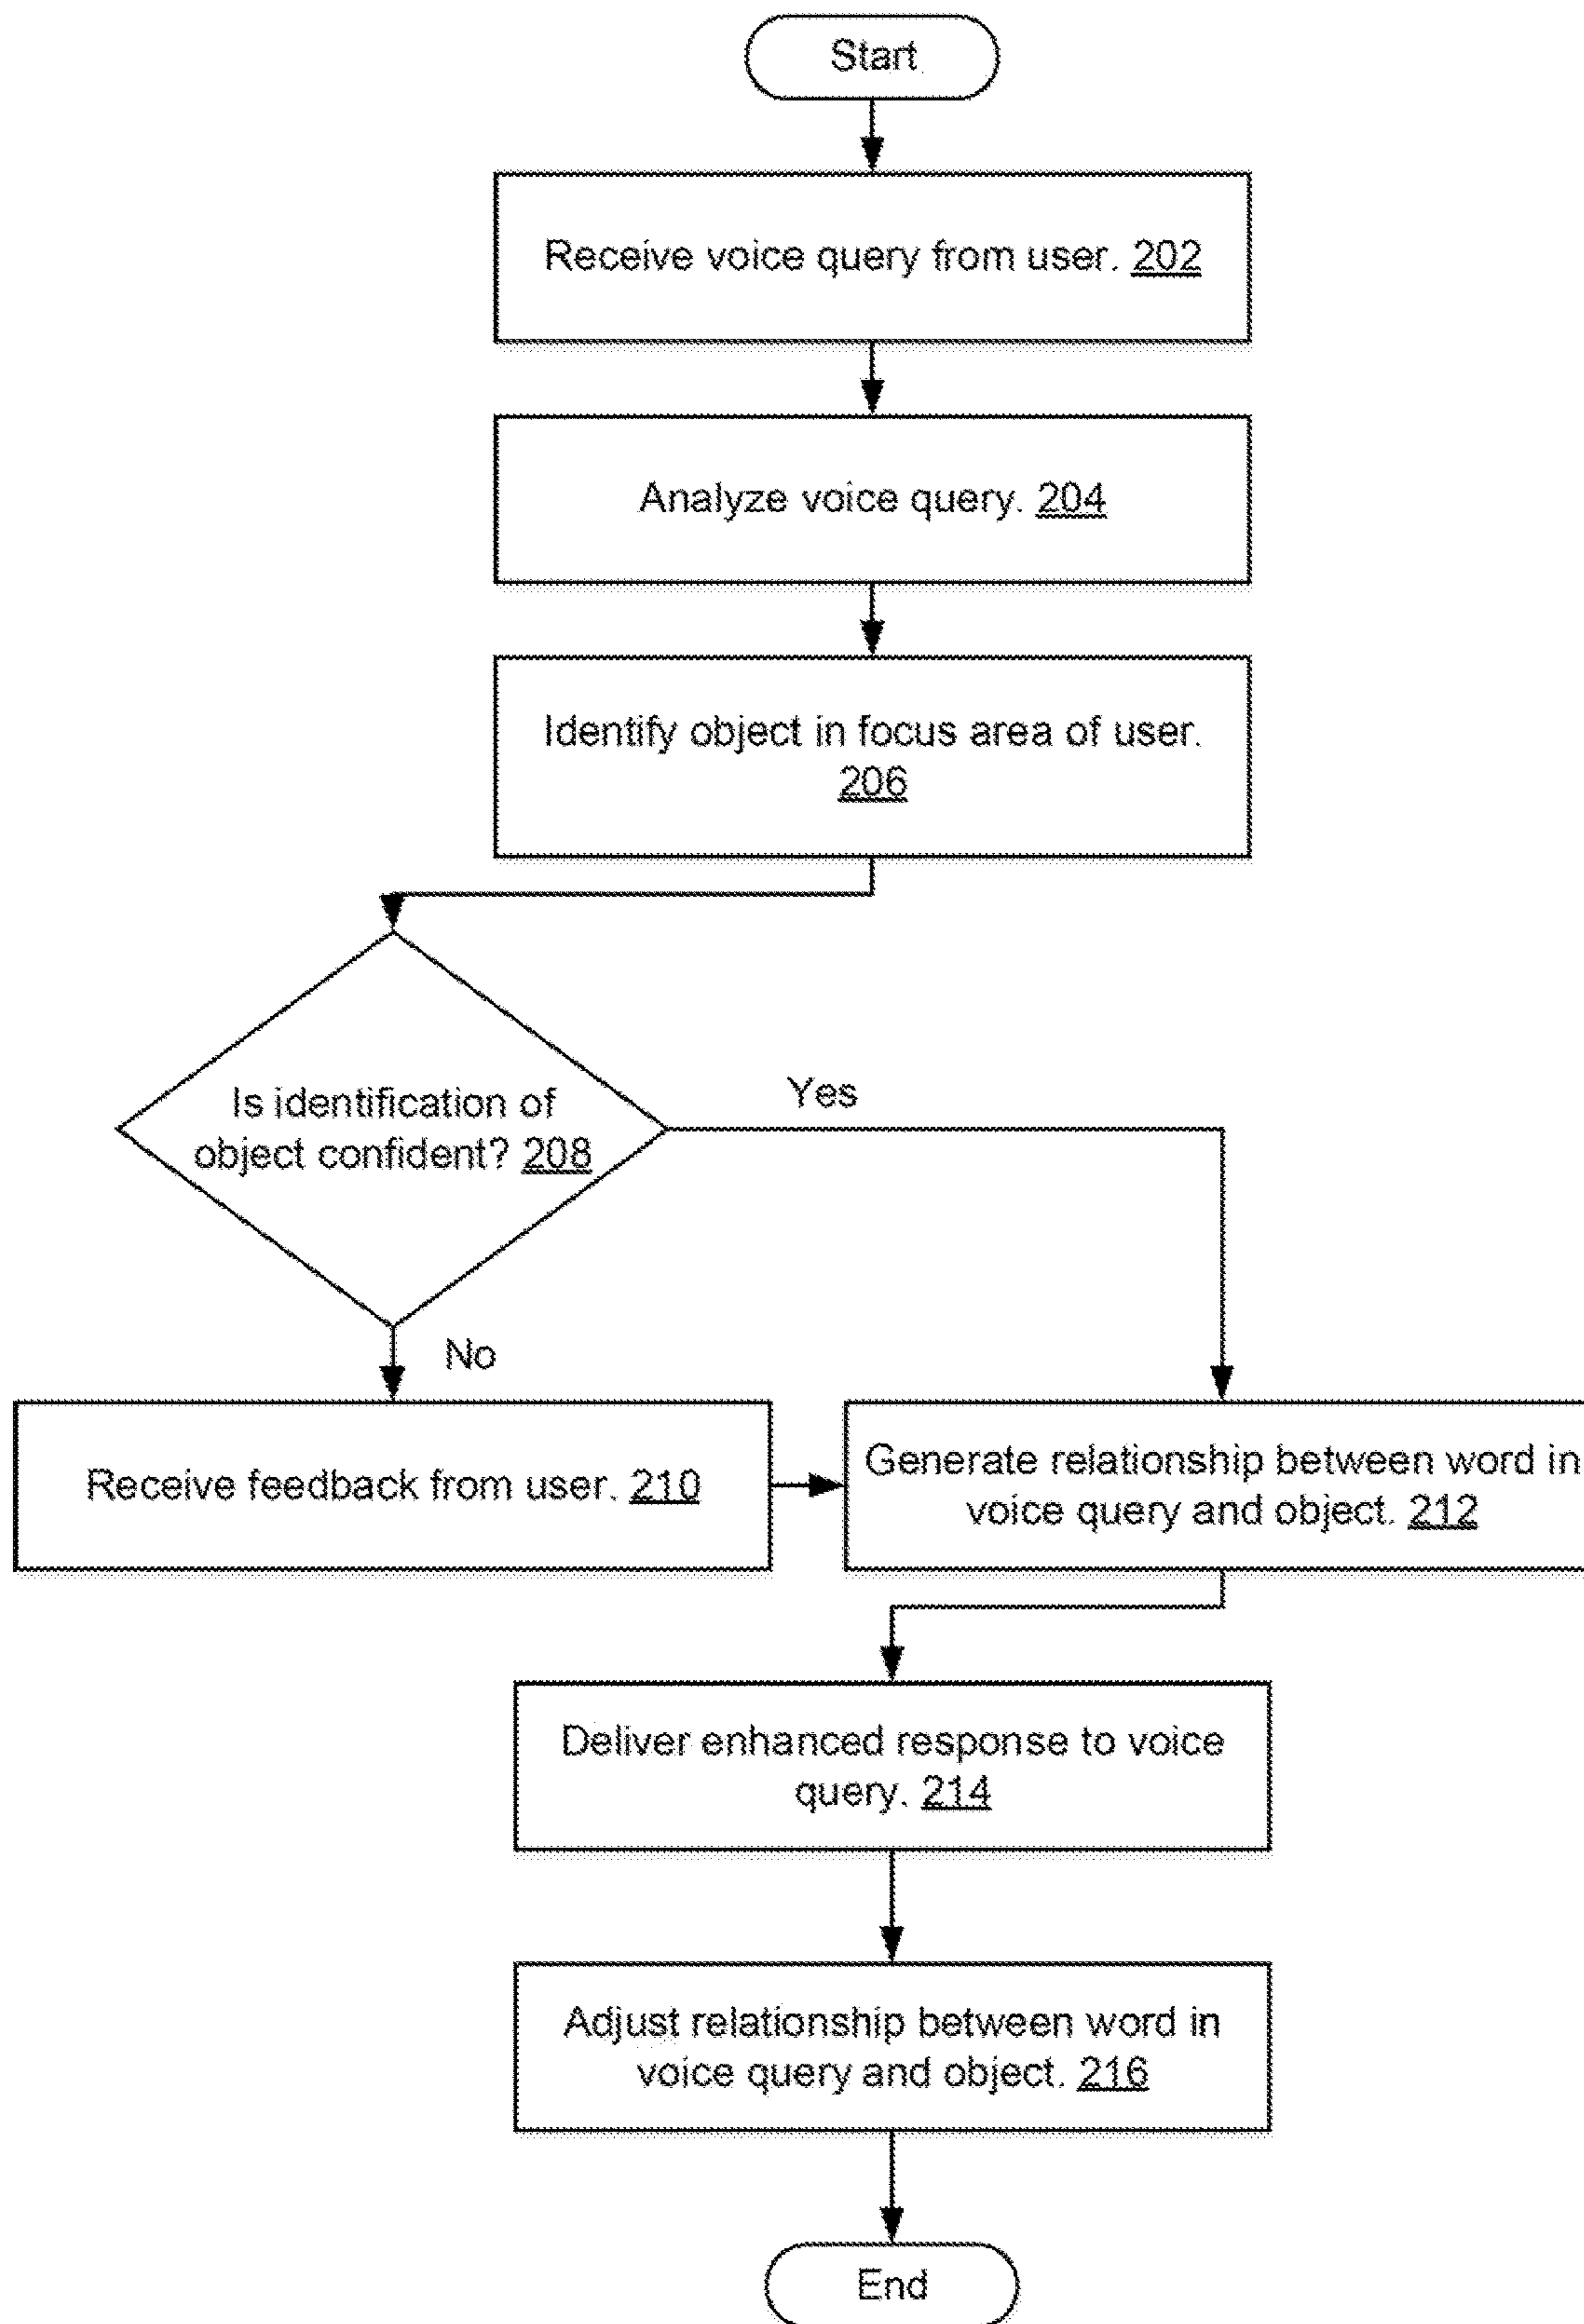 Start
Receive voice query from user. 202
Analyze voice query. 204
Identify object in focus area of user.
206
Is identification of
object confident? 208
Yes
No
Receive feedback from user. 210
Generate relationship between word in
voice query and object. 212
Deliver enhanced response to voice
query. 214
Adjust relationship between word in
voice query and object. 216
End